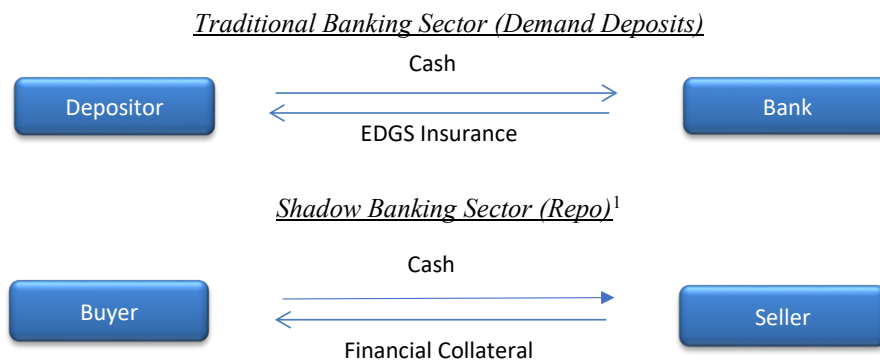 Traditional Banking Sector (Demand Deposits)
Cash
Depositor
Bank
EDGS Insurance
Shadow Banking Sector (Repo)1
Cash
Buyer
Seller
Financial Collateral